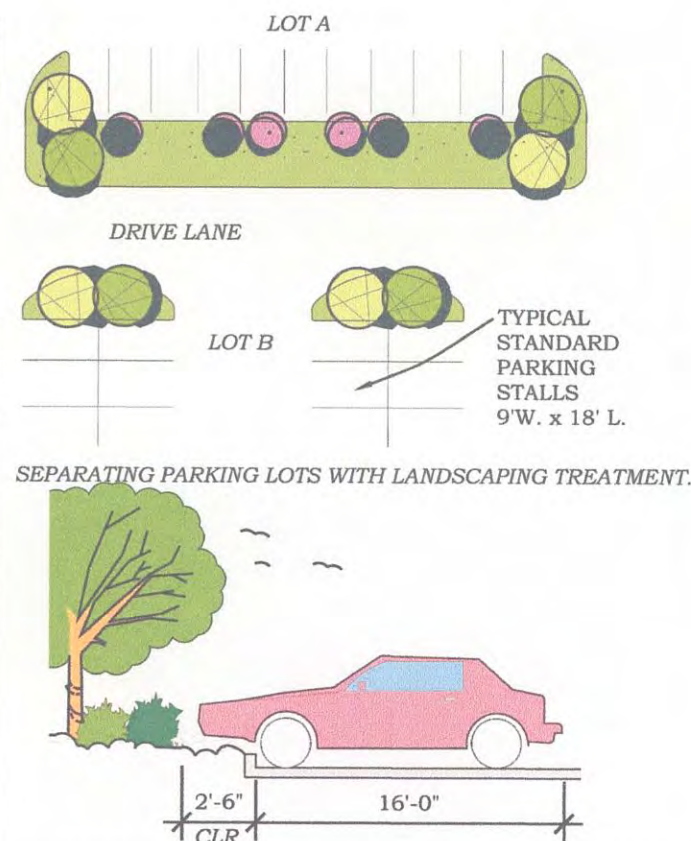 LOT A
DRIVE LANE
LOT B
TYPICAL
STANDARD
PARKING
STALLS
9'W. x 18' L.
SEPARATING PARKING LOTS WITH LANDSCAPING TREATMENT.
2'-6"
16'-0"
CLR